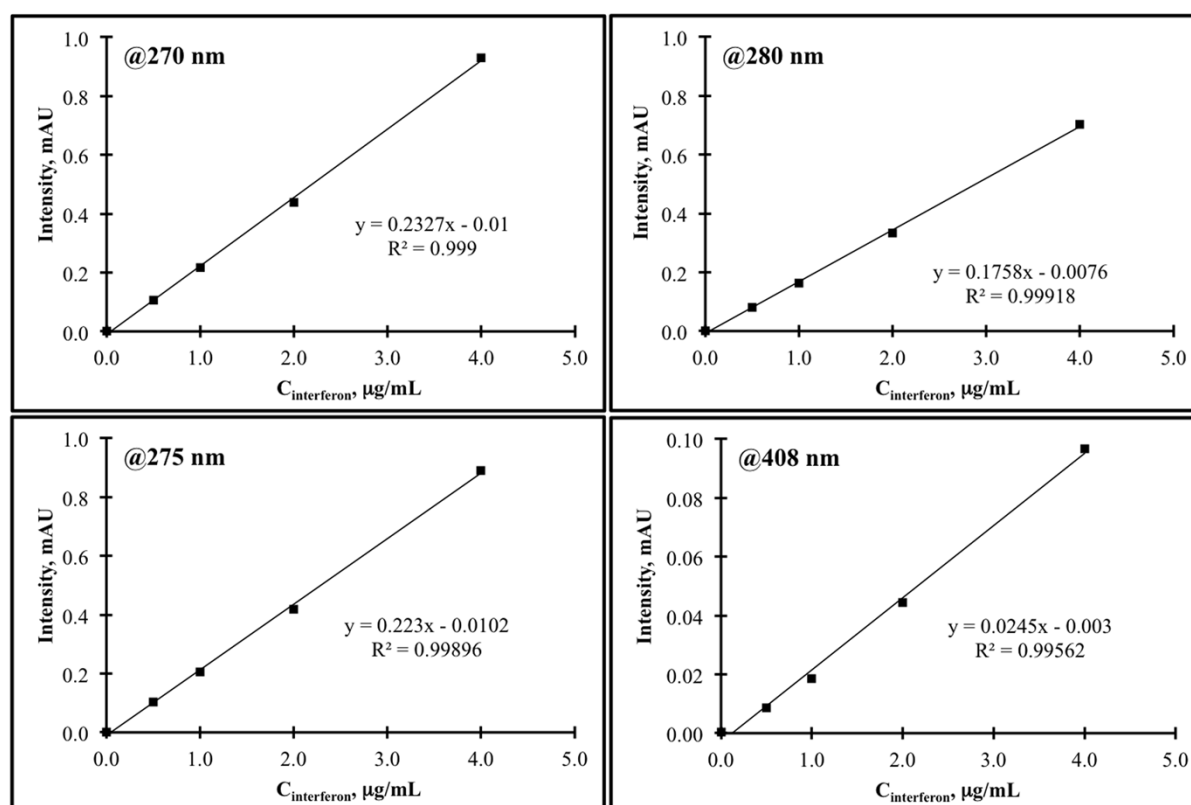 @270 nm
Intensity, mAU
1.0
0.8
0.6
0.4
0.2
0.0
y = 0.2327x - 0.01
R² = 0.999
0.0 1.0 2.0 3.0 4.0 5.0
Cinterferon, μg/mL
@280 nm
Intensity, mAU
1.0
0.8
0.6
0.4
0.2
0.0
y = 0.1758x - 0.0076
R² = 0.99918
0.0 1.0 2.0 3.0 4.0 5.0
Cinterferon, μg/mL
@275 nm
Intensity, mAU
1.0
0.8
0.6
0.4
0.2
0.0
y = 0.223x - 0.0102
R² = 0.99896
0.0 1.0 2.0 3.0 4.0 5.0
Cinterferon, μg/mL
@408 nm
Intensity, mAU
0.10
0.08
0.06
0.04
0.02
0.00
y = 0.0245x - 0.003
R² = 0.99562
0.0 1.0 2.0 3.0 4.0 5.0
Cinterferon, μg/mL